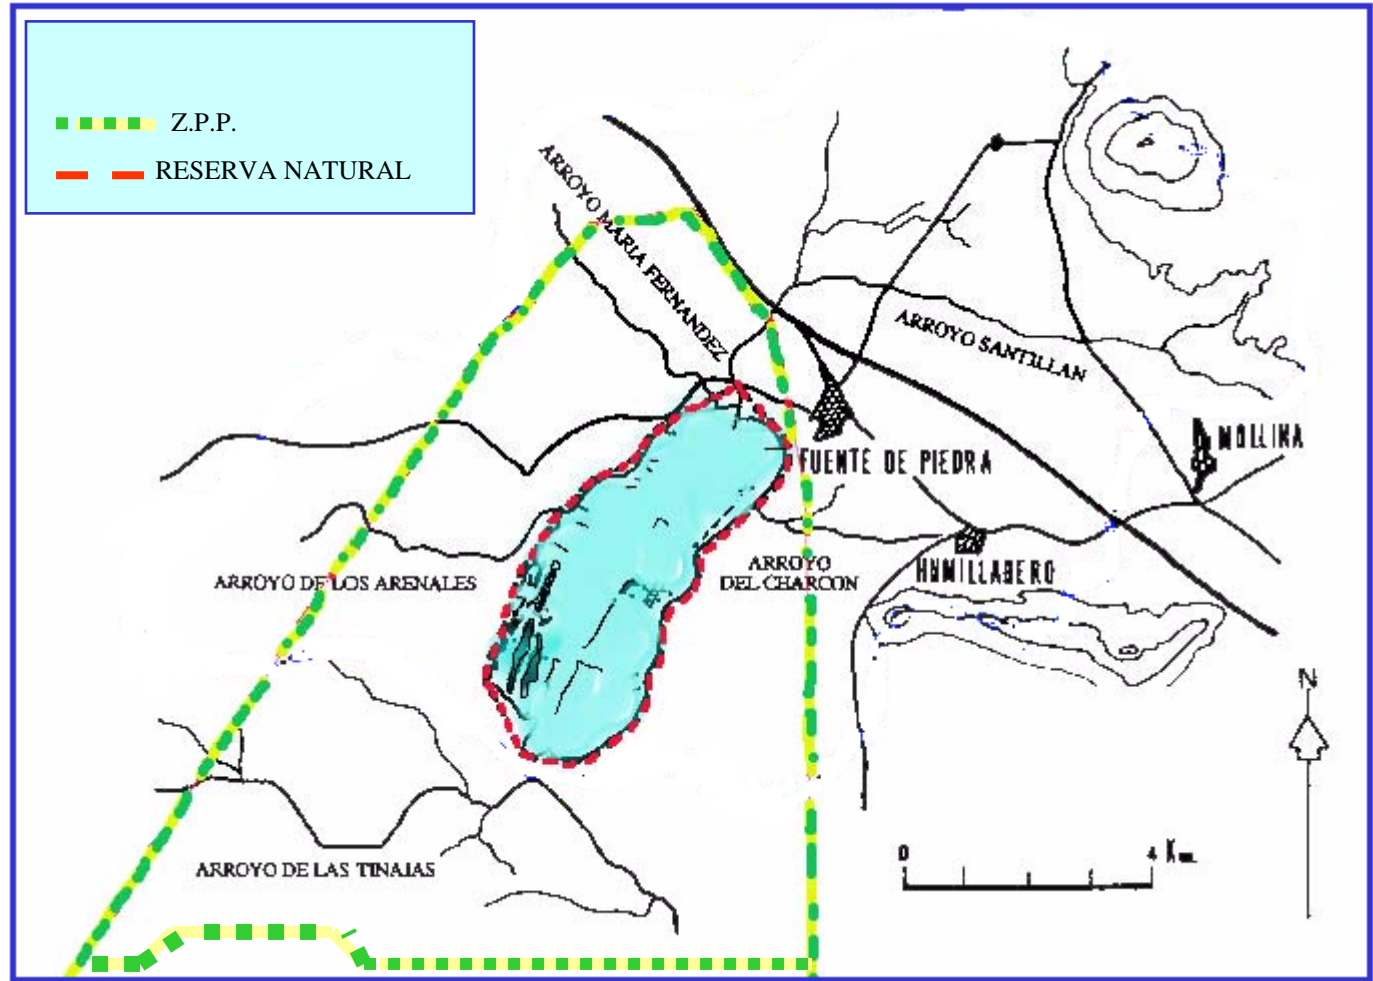 Z.P.P.
RESERVA NATURAL
ARROYO MARIA FERNANDEZ
ARROYO SANTILLAN
MOLLINA
FUENTE DE PIEDRA
ARROYO
DEL CHARCON
HUMILLADERO
ARROYO DE LOS ARENALES
N
ARROYO DE LAS TINAJAS
0 4 Km.